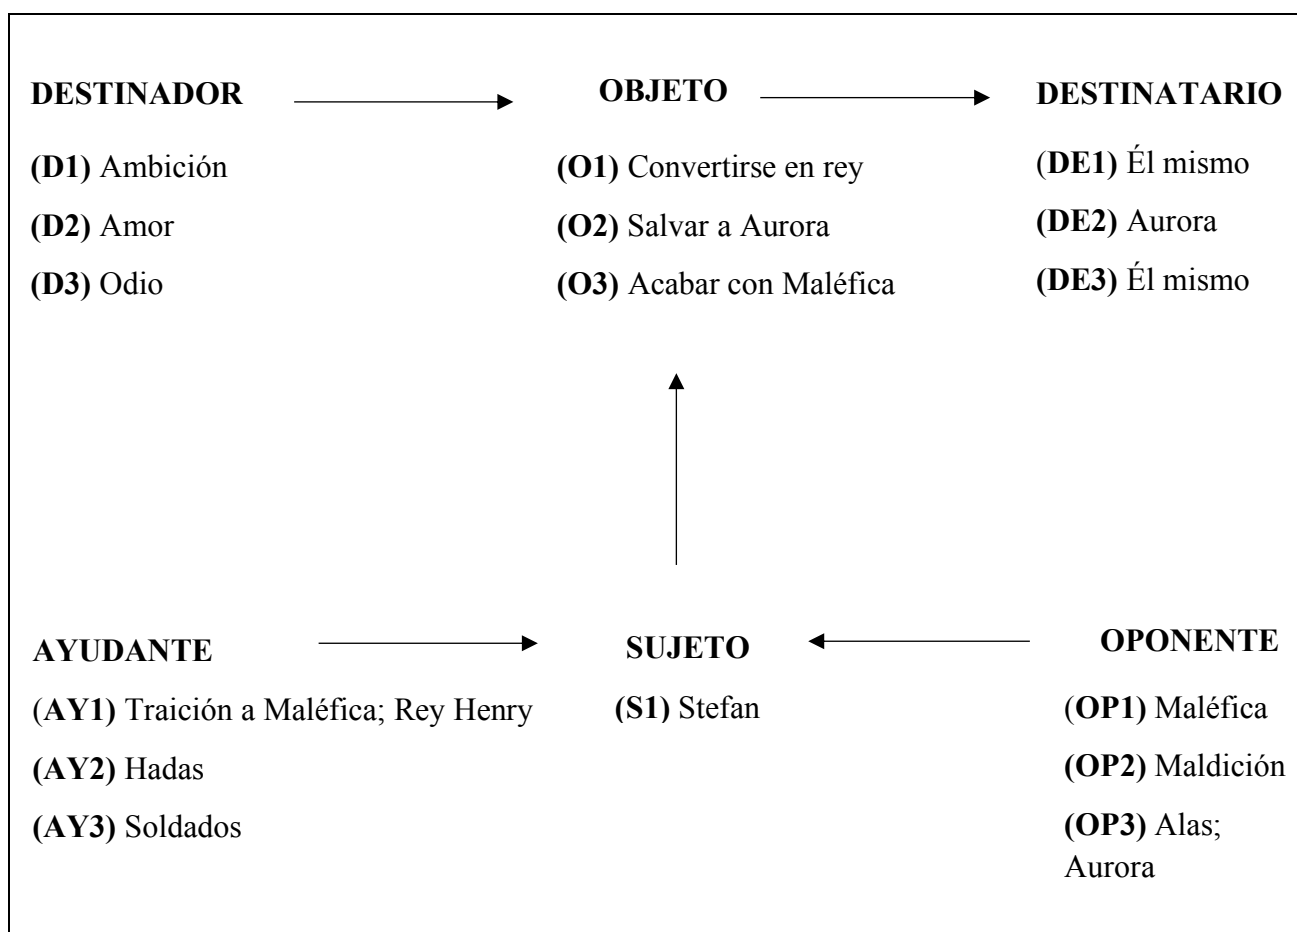 DESTINADOR
(D1) Ambición
(D2) Amor
(D3) Odio
OBJETO
(O1) Convertirse en rey
(O2) Salvar a Aurora
(O3) Acabar con Maléfica
DESTINATARIO
(DE1) Él mismo
(DE2) Aurora
(DE3) Él mismo
AYUDANTE
(AY1) Traición a Maléfica; Rey Henry
(AY2) Hadas
(AY3) Soldados
SUJETO
(S1) Stefan
OPONENTE
(OP1) Maléfica
(OP2) Maldición
(OP3) Alas;
Aurora